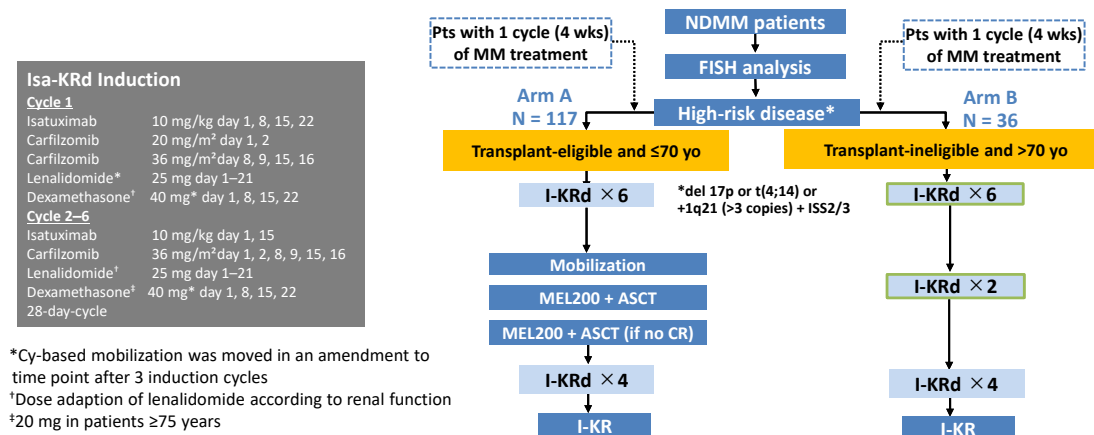 Isa-KRd Induction
Cycle 1
Isatuximab 10 mg/kg day 1, 8, 15, 22
Carfilzomib 20 mg/m² day 1, 2
Carfilzomib 36 mg/m² day 8, 9, 15, 16
Lenalidomide* 25 mg day 1–21
Dexamethasone† 40 mg* day 1, 8, 15, 22
Cycle 2–6
Isatuximab 10 mg/kg day 1, 15
Carfilzomib 36 mg/m² day 1, 2, 8, 9, 15, 16
Lenalidomide† 25 mg day 1–21
Dexamethasone‡ 40 mg* day 1, 8, 15, 22
28-day-cycle
*Cy-based mobilization was moved in an amendment to
time point after 3 induction cycles
†Dose adaption of lenalidomide according to renal function
‡20 mg in patients ≥75 years
Pts with 1 cycle (4 wks)
of MM treatment
NDMM patients
Pts with 1 cycle (4 wks)
of MM treatment
FISH analysis
High-risk disease*
Arm A
N = 117
Arm B
N = 36
Transplant-eligible and ≤70 yo
Transplant-ineligible and >70 yo
I-KRd × 6
*del 17p or t(4;14) or
+1q21 (>3 copies) + ISS2/3
I-KRd × 6
Mobilization
MEL200 + ASCT
I-KRd × 2
MEL200 + ASCT (if no CR)
I-KRd × 4
I-KRd × 4
I-KR
I-KR